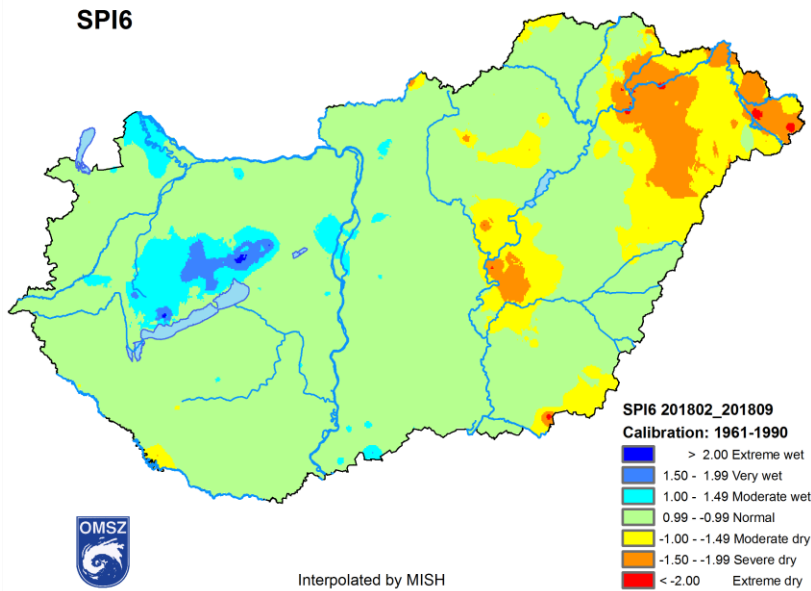 SPI6
SPI6 201802_201809
Calibration: 1961-1990
> 2.00 Extreme wet
1.50 - 1.99 Very wet
1.00 - 1.49 Moderate wet
0.99 - -0.99 Normal
-1.00 - -1.49 Moderate dry
-1.50 - -1.99 Severe dry
< -2.00 Extreme dry
OMSZ
Interpolated by MISH